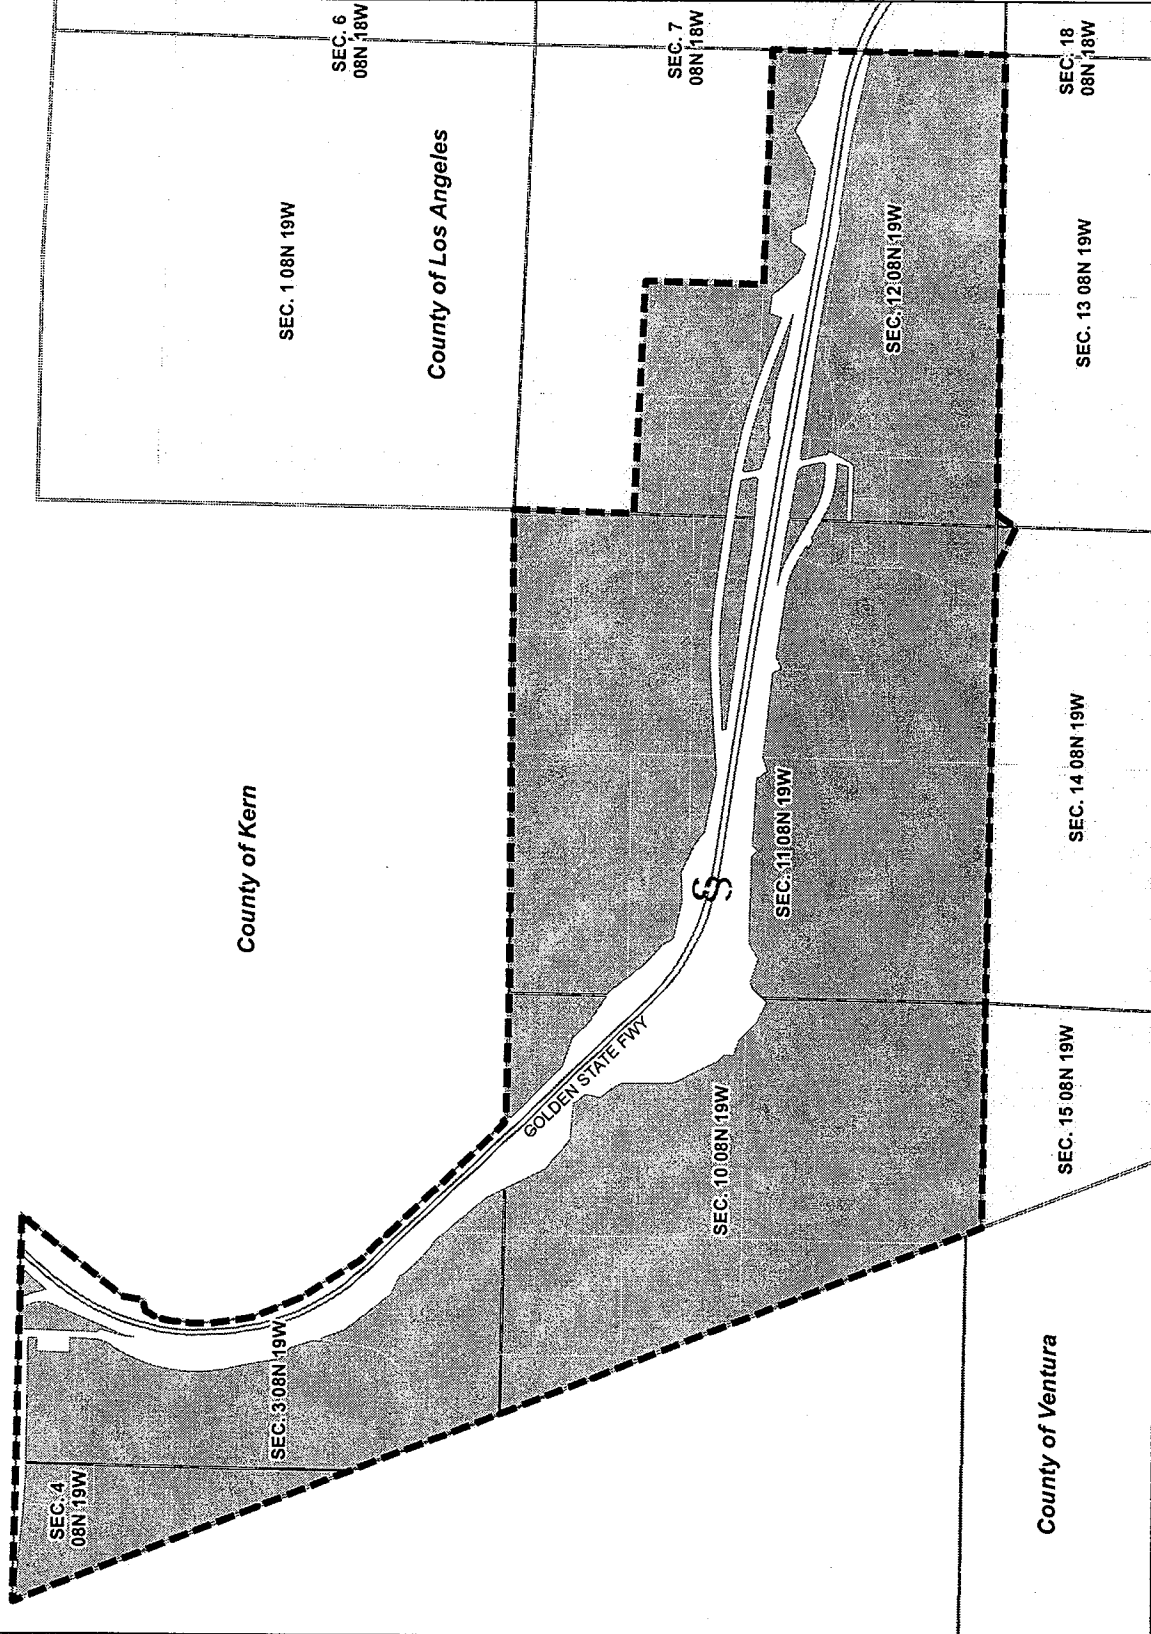 SEC. 6
08N 18W
SEC. 7
08N 18W
SEC. 18
08N 18W
SEC. 1 08N 19W
County of Los Angeles
SEC. 12 08N 19W
SEC. 13 08N 19W
County of Kern
SEC. 11 08N 19W
SEC. 14 08N 19W
GOLDEN STATE FWY
SEC. 10 08N 19W
SEC. 15 08N 19W
SEC. 3 08N 19W
SEC. 4
08N 19W
County of Ventura